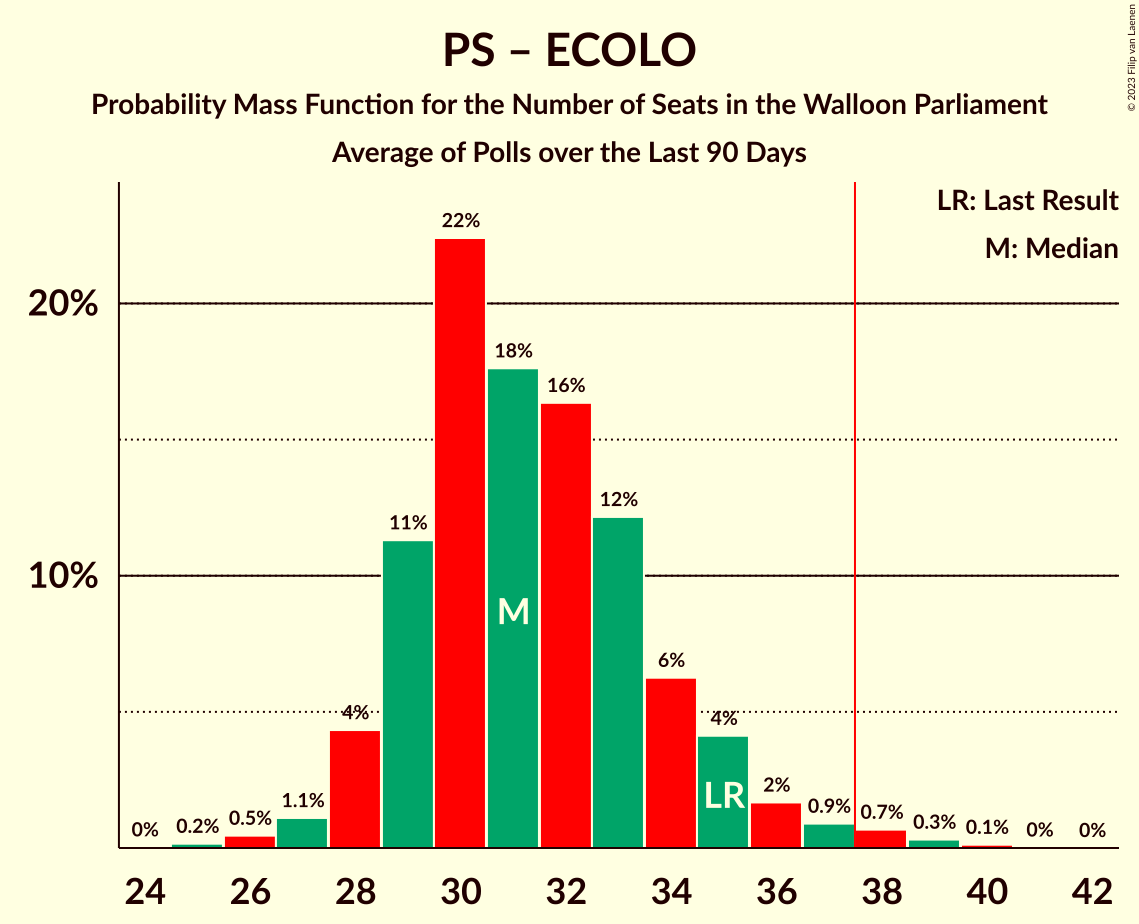 PS – ECOLO
Probability Mass Function for the Number of Seats in the Walloon Parliament
Average of Polls over the Last 90 Days
© 2023 Filip van Laenen
LR: Last Result
M: Median
20%
10%
0%
0.2%
0.5%
1.1%
4%
11%
22%
18%
16%
12%
6%
4%
2%
0.9%
0.7%
0.3%
0.1%
0%
0%
M
LR
24 26 28 30 32 34 36 38 40 42